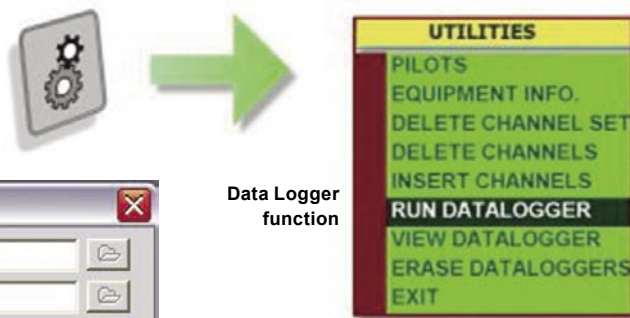 UTILITIES
PILOTS
EQUIPMENT INFO.
DELETE CHANNEL SET
DELETE CHANNELS
INSERT CHANNELS
RUN DATALOGGER
VIEW DATALOGGER
ERASE DATALOGGERS
EXIT
Data Logger
function